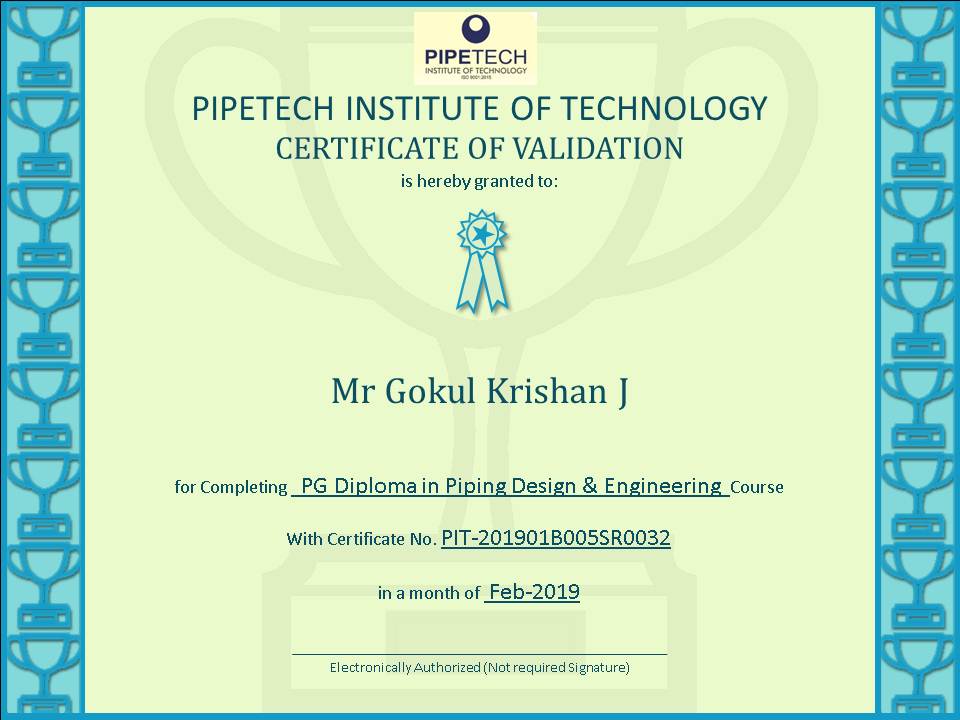 PIPETECH
INSTITUTE OF TECHNOLOGY
ISO 9001:2015
PIPETECH INSTITUTE OF TECHNOLOGY
CERTIFICATE OF VALIDATION
is hereby granted to:
Mr Gokul Krishan J
for Completing PG Diploma in Piping Design & Engineering Course
With Certificate No. PIT-201901B005SR0032
in a month of Feb-2019
Electronically Authorized (Not required Signature)